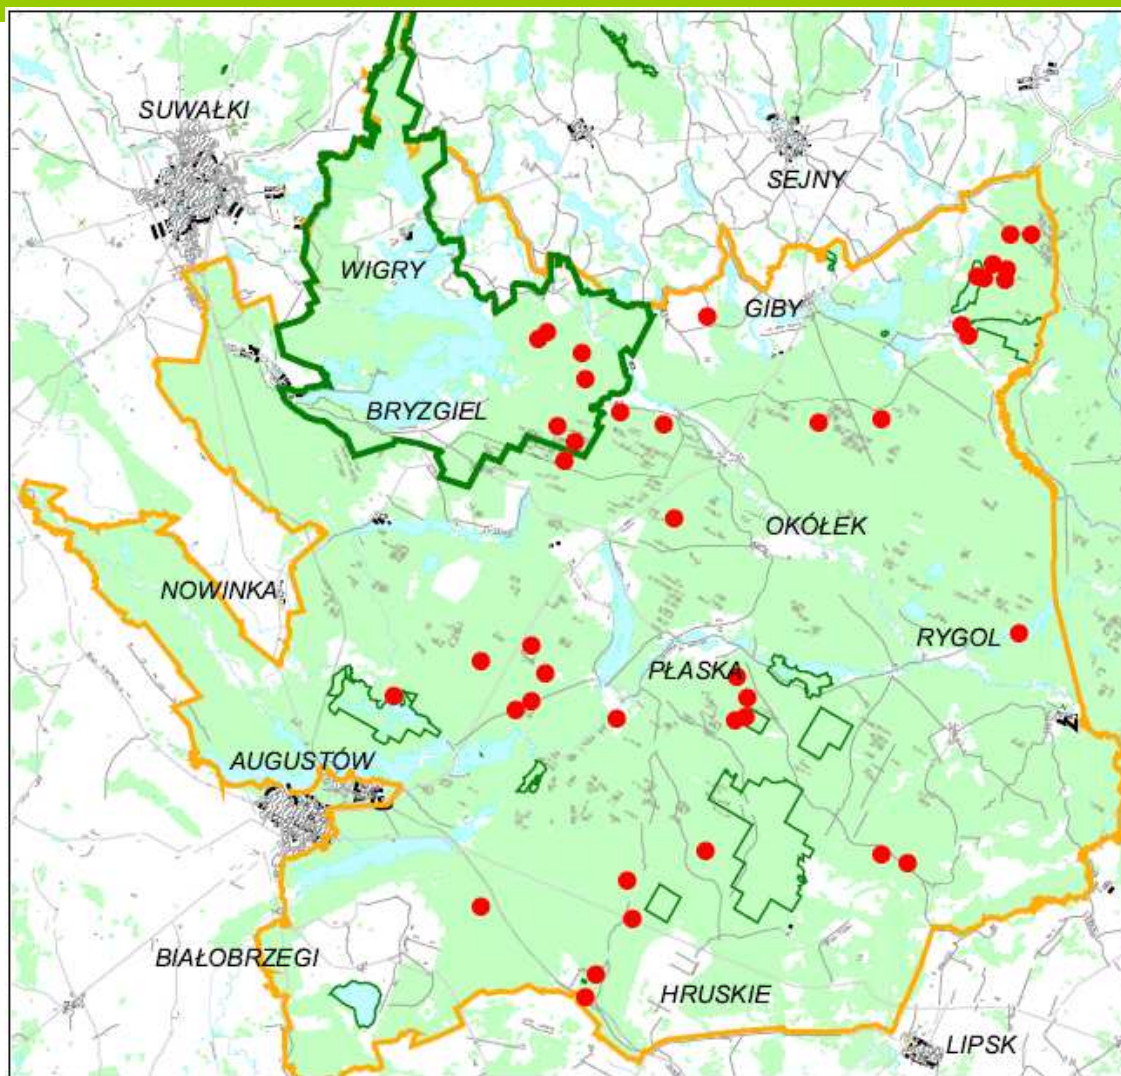 SUWAŁKI
SEJNY
WIGRY
GIBY
BRYZGIEL
OKÓŁEK
NOWINKA
RYGOL
PŁASKA
AUGUSTÓW
BIAŁOBRZEGI
HRUSKIE
LIPSK